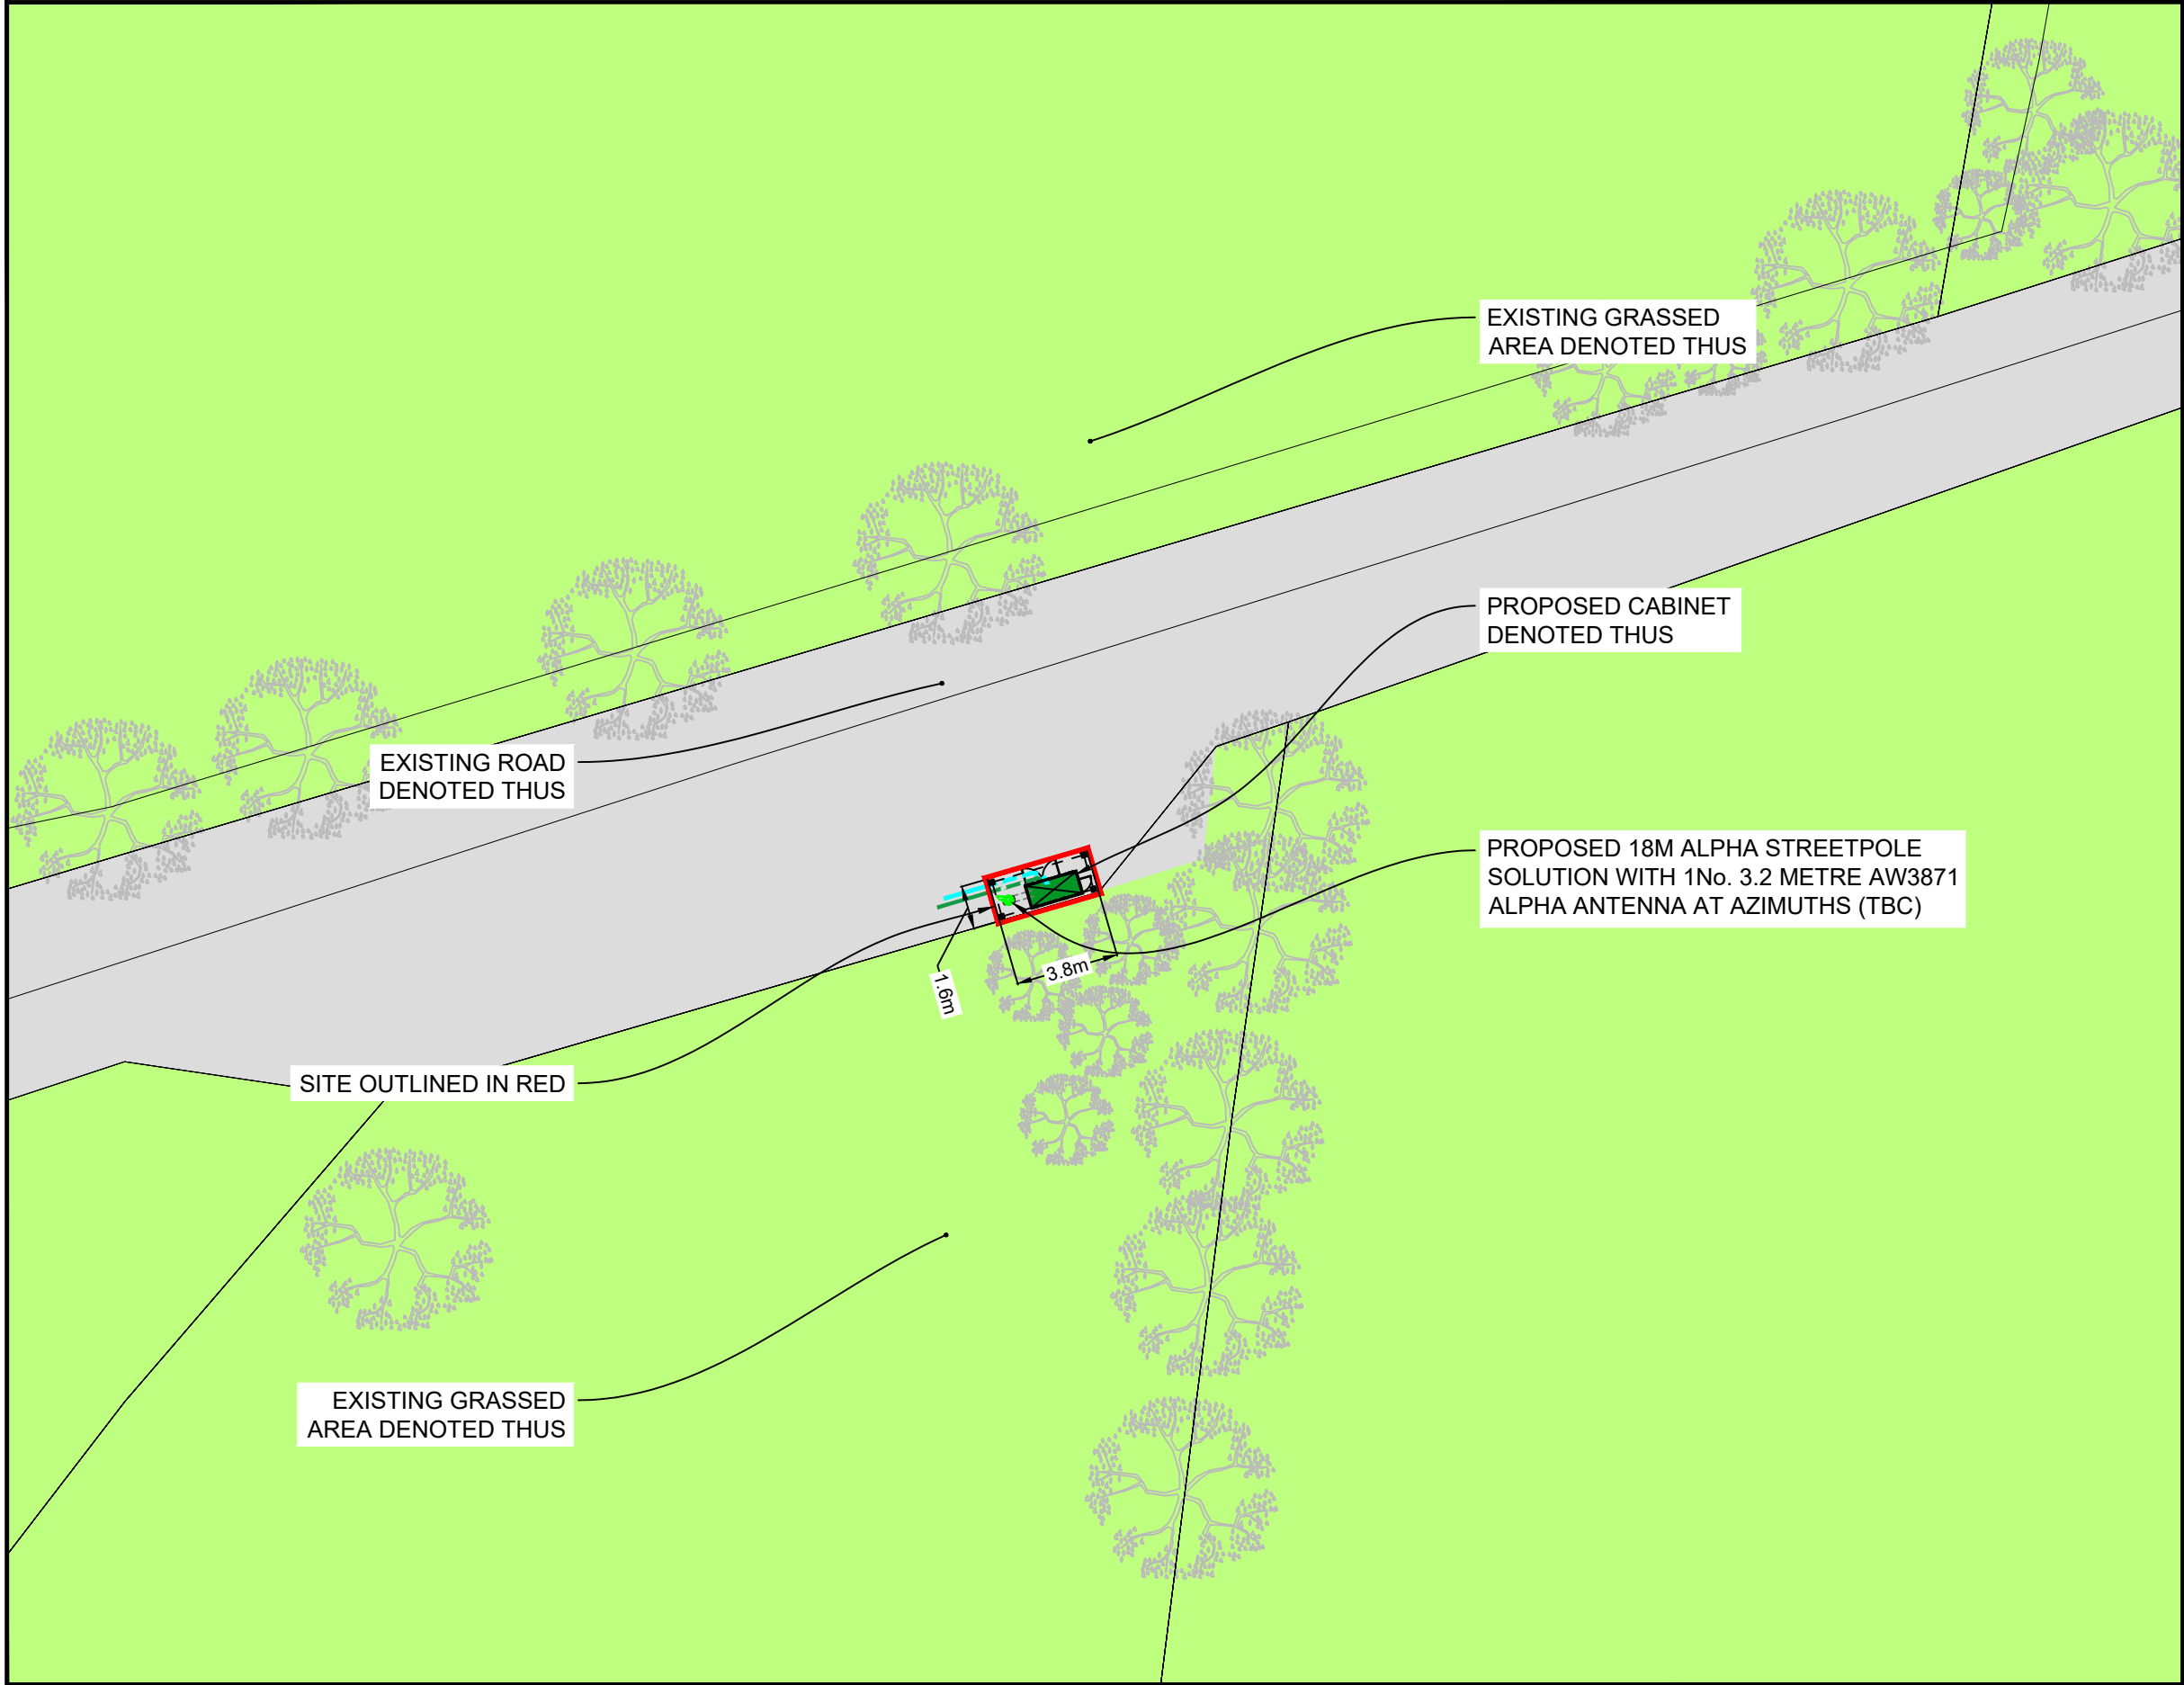 EXISTING GRASSED
AREA DENOTED THUS
PROPOSED CABINET
DENOTED THUS
EXISTING ROAD
DENOTED THUS
PROPOSED 18M ALPHA STREETPOLE
SOLUTION WITH 1No. 3.2 METRE AW3871
ALPHA ANTENNA AT AZIMUTHS (TBC)
3.8m
1.6m
SITE OUTLINED IN RED
EXISTING GRASSED
AREA DENOTED THUS